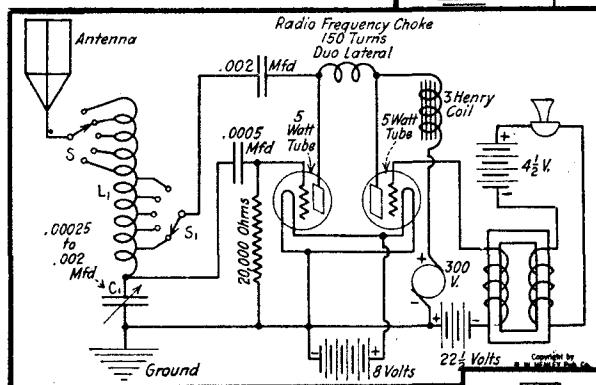 Antenna
Radio Frequency Choke
150 Turns
Duo Lateral
.002 Mfd
3 Henry
Coil
5
Watt
Tube
5 Watt
Tube
.0005
Mfd
S
L1
S1
.00025
to
.002
Mfd
C1
20,000 Ohms
+
4½ V.
-
+
300
V.
-
Ground
- +
8 Volts
+ -
22½ Volts
Copyright by